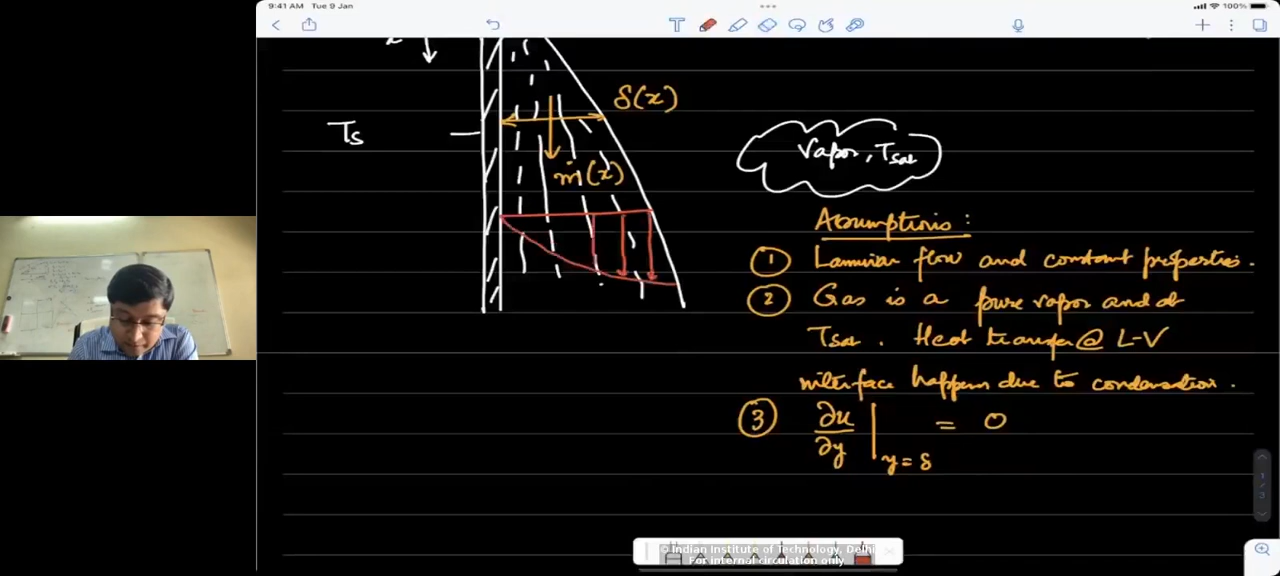 9:41 AM Tue 9 Jan
100%
δ(x)
Ts
Vapor, Tsat
ṁ(x)
Assumptions:
① Laminar flow and constant properties.
② Gas is a pure vapor and at
Tsat. Heat transfer @ L-V
interface happens due to condensation.
③ ∂u/∂y |y=δ = 0
1/3
© Indian Institute of Technology, Delhi
For internal circulation only